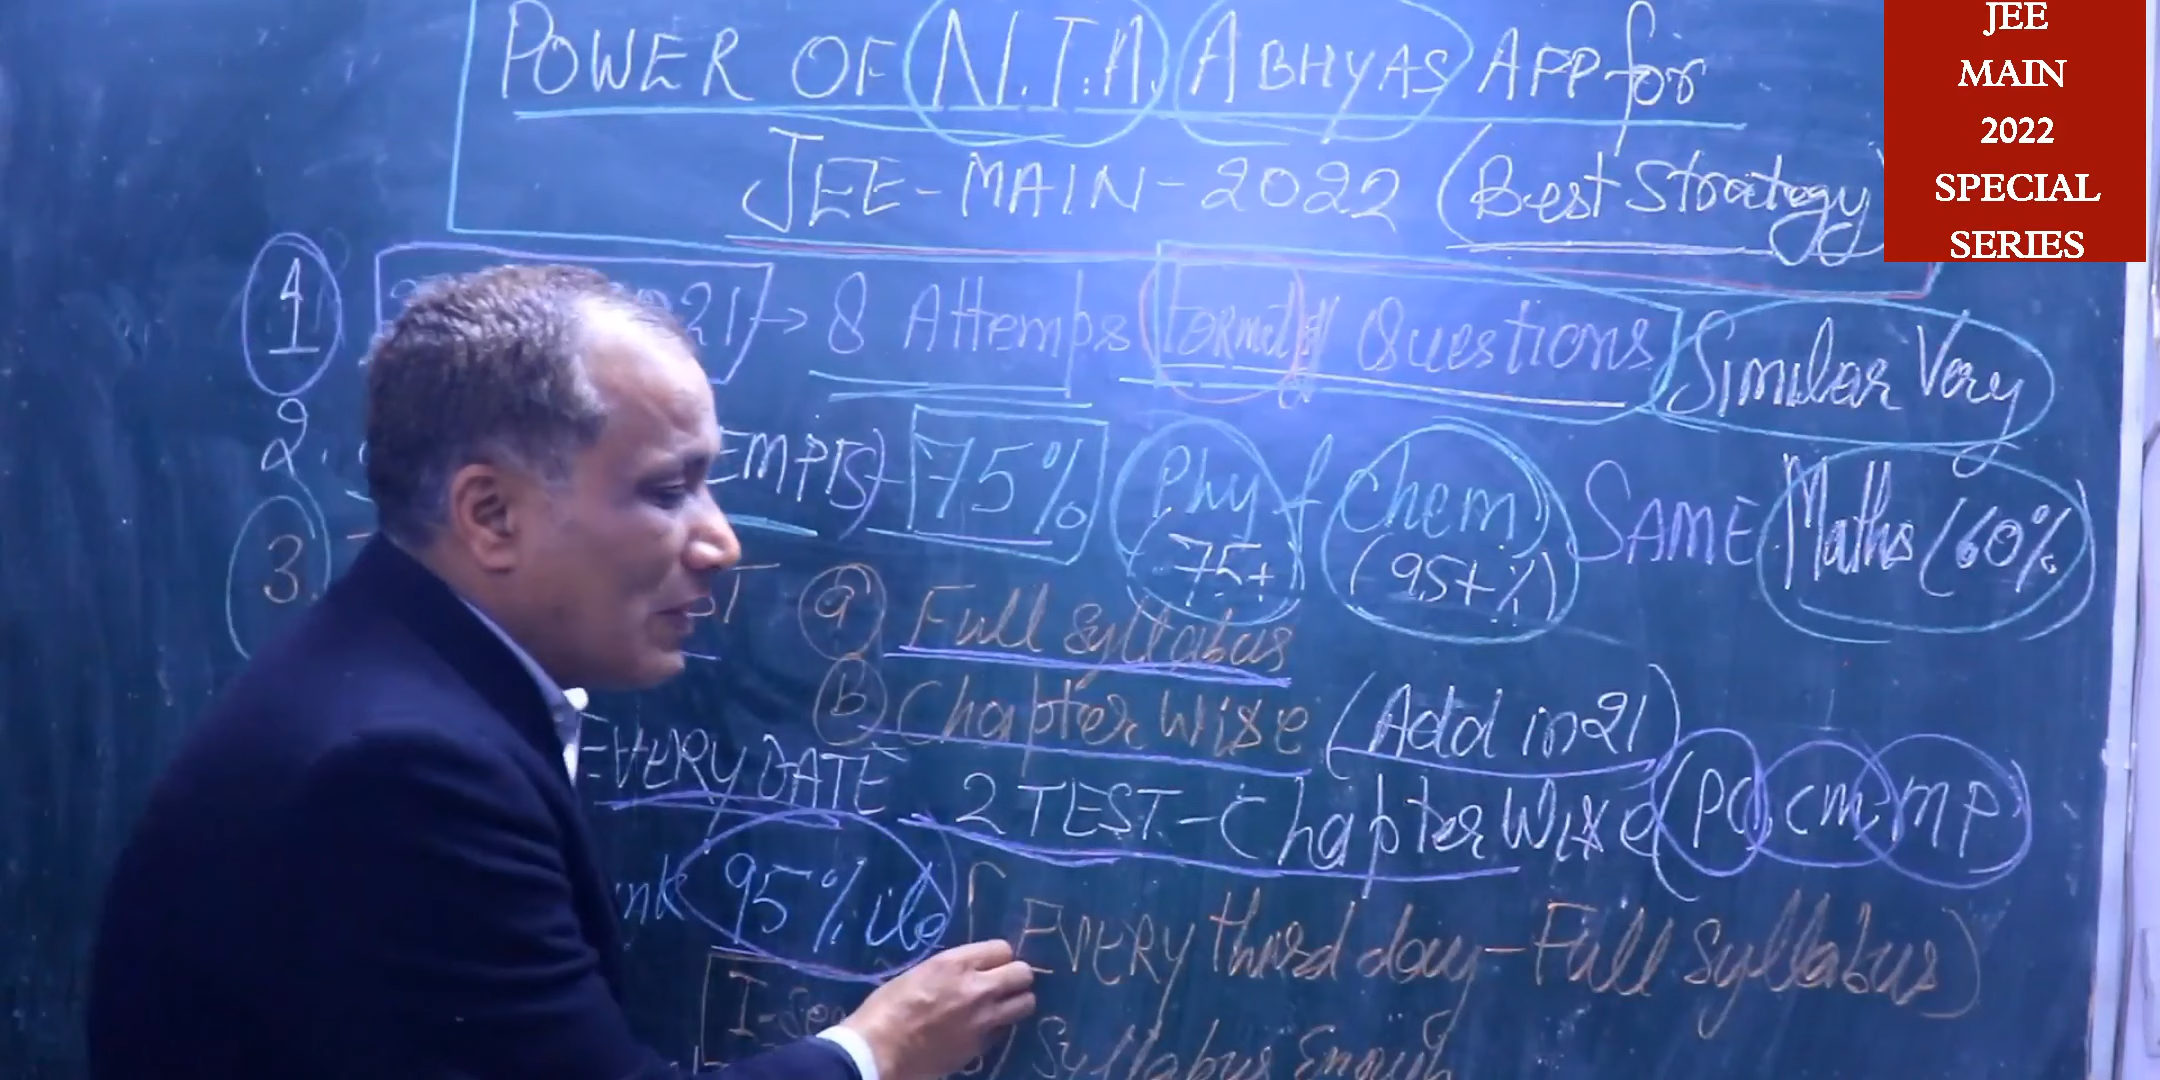 POWER OF N.T.A. ABHYAS APP for
JEE-MAIN-2022 (Best Strategy)
JEE
MAIN
2022
SPECIAL
SERIES
1 21 → 8 Attemps Questions Similar Very
2. EMPTS) 75% Phy + Chem SAME Maths (60%
(75+) (95+%)
3. ST (a) Full Syllabus
(b) Chapter Wise (Add in 21)
EVERY DATE 2 TEST - Chapter Wise (PC, CM, MP)
95%ile EVERY third day - Full Syllabus)
I- Syllabus